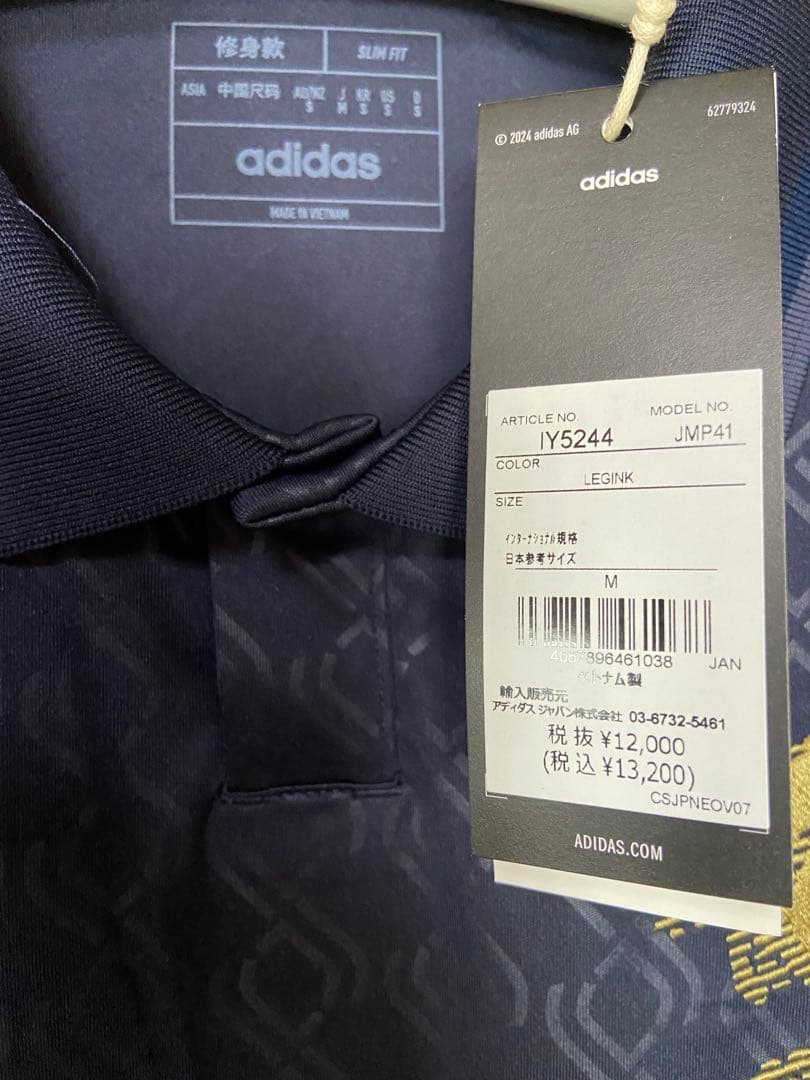 修身款 SLIM FIT
ASIA 中国尺码 AU/NZ J KR US D
S M S S S
adidas
MADE IN VIETNAM
62779324
© 2024 adidas AG
adidas
ARTICLE NO. MODEL NO.
IY5244 JMP41
COLOR
LEGINK
SIZE
インターナショナル規格
日本参考サイズ
M
896461038 JAN
トナム製
輸入販売元
アディダス ジャパン株式会社 03-6732-5461
税抜 ¥12,000
(税込 ¥13,200)
CSJPNEOV07
ADIDAS.COM